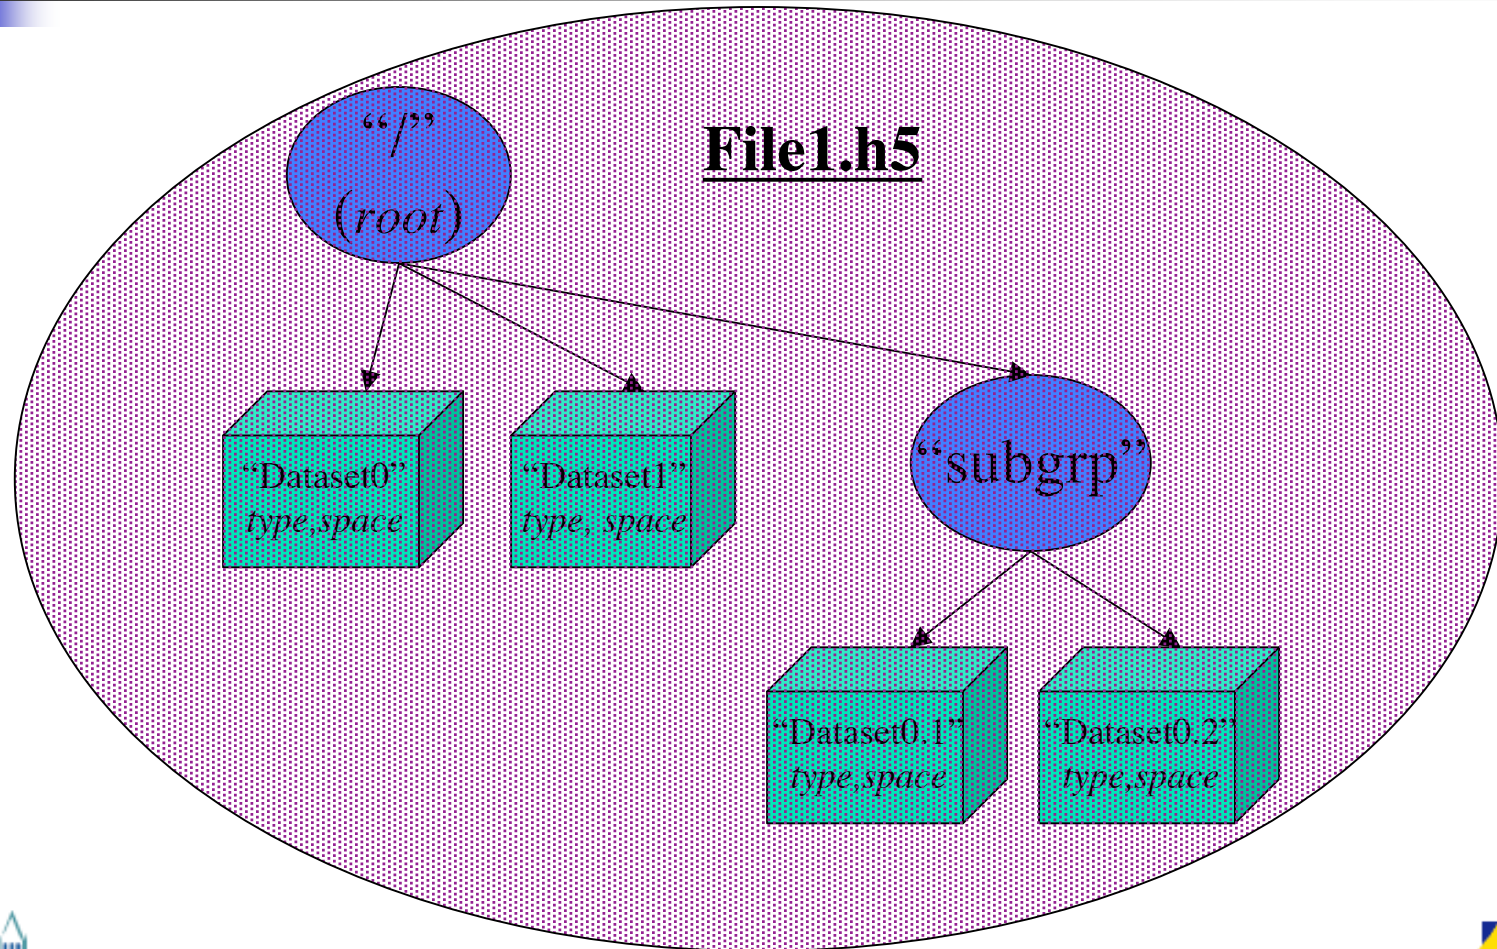 “/”
(root)
File1.h5
“Dataset0”
type,space
“Dataset1”
type, space
“subgrp”
“Dataset0.1”
type,space
“Dataset0.2”
type,space